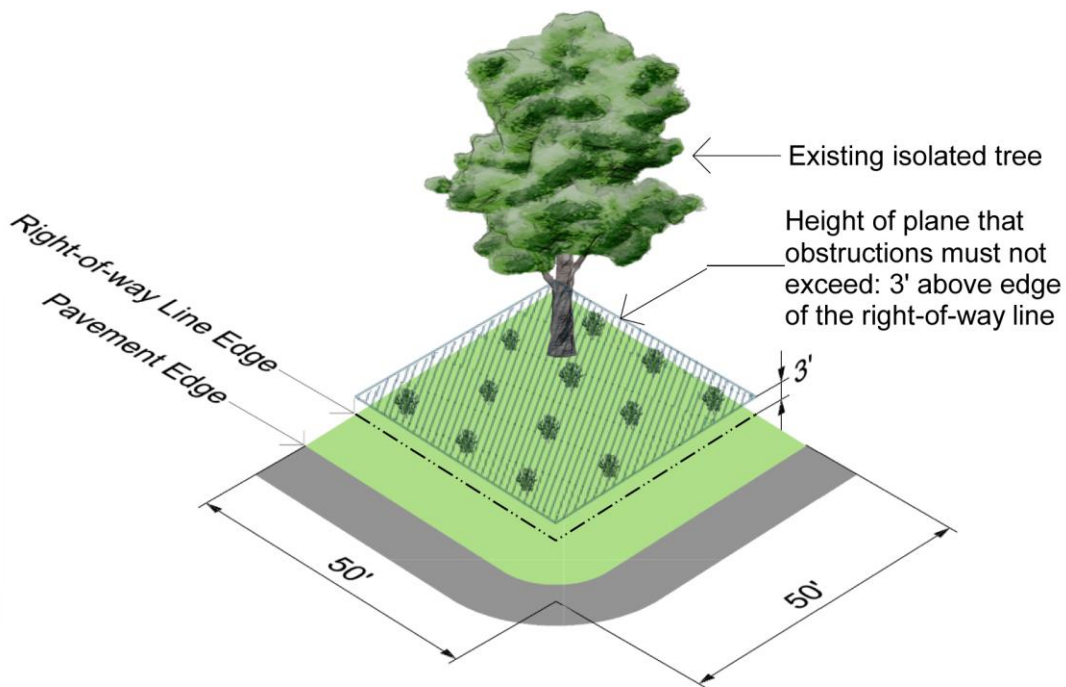 Existing isolated tree
Height of plane that
obstructions must not
exceed: 3' above edge
of the right-of-way line
Right-of-way Line Edge
Pavement Edge
3'
50'
50'